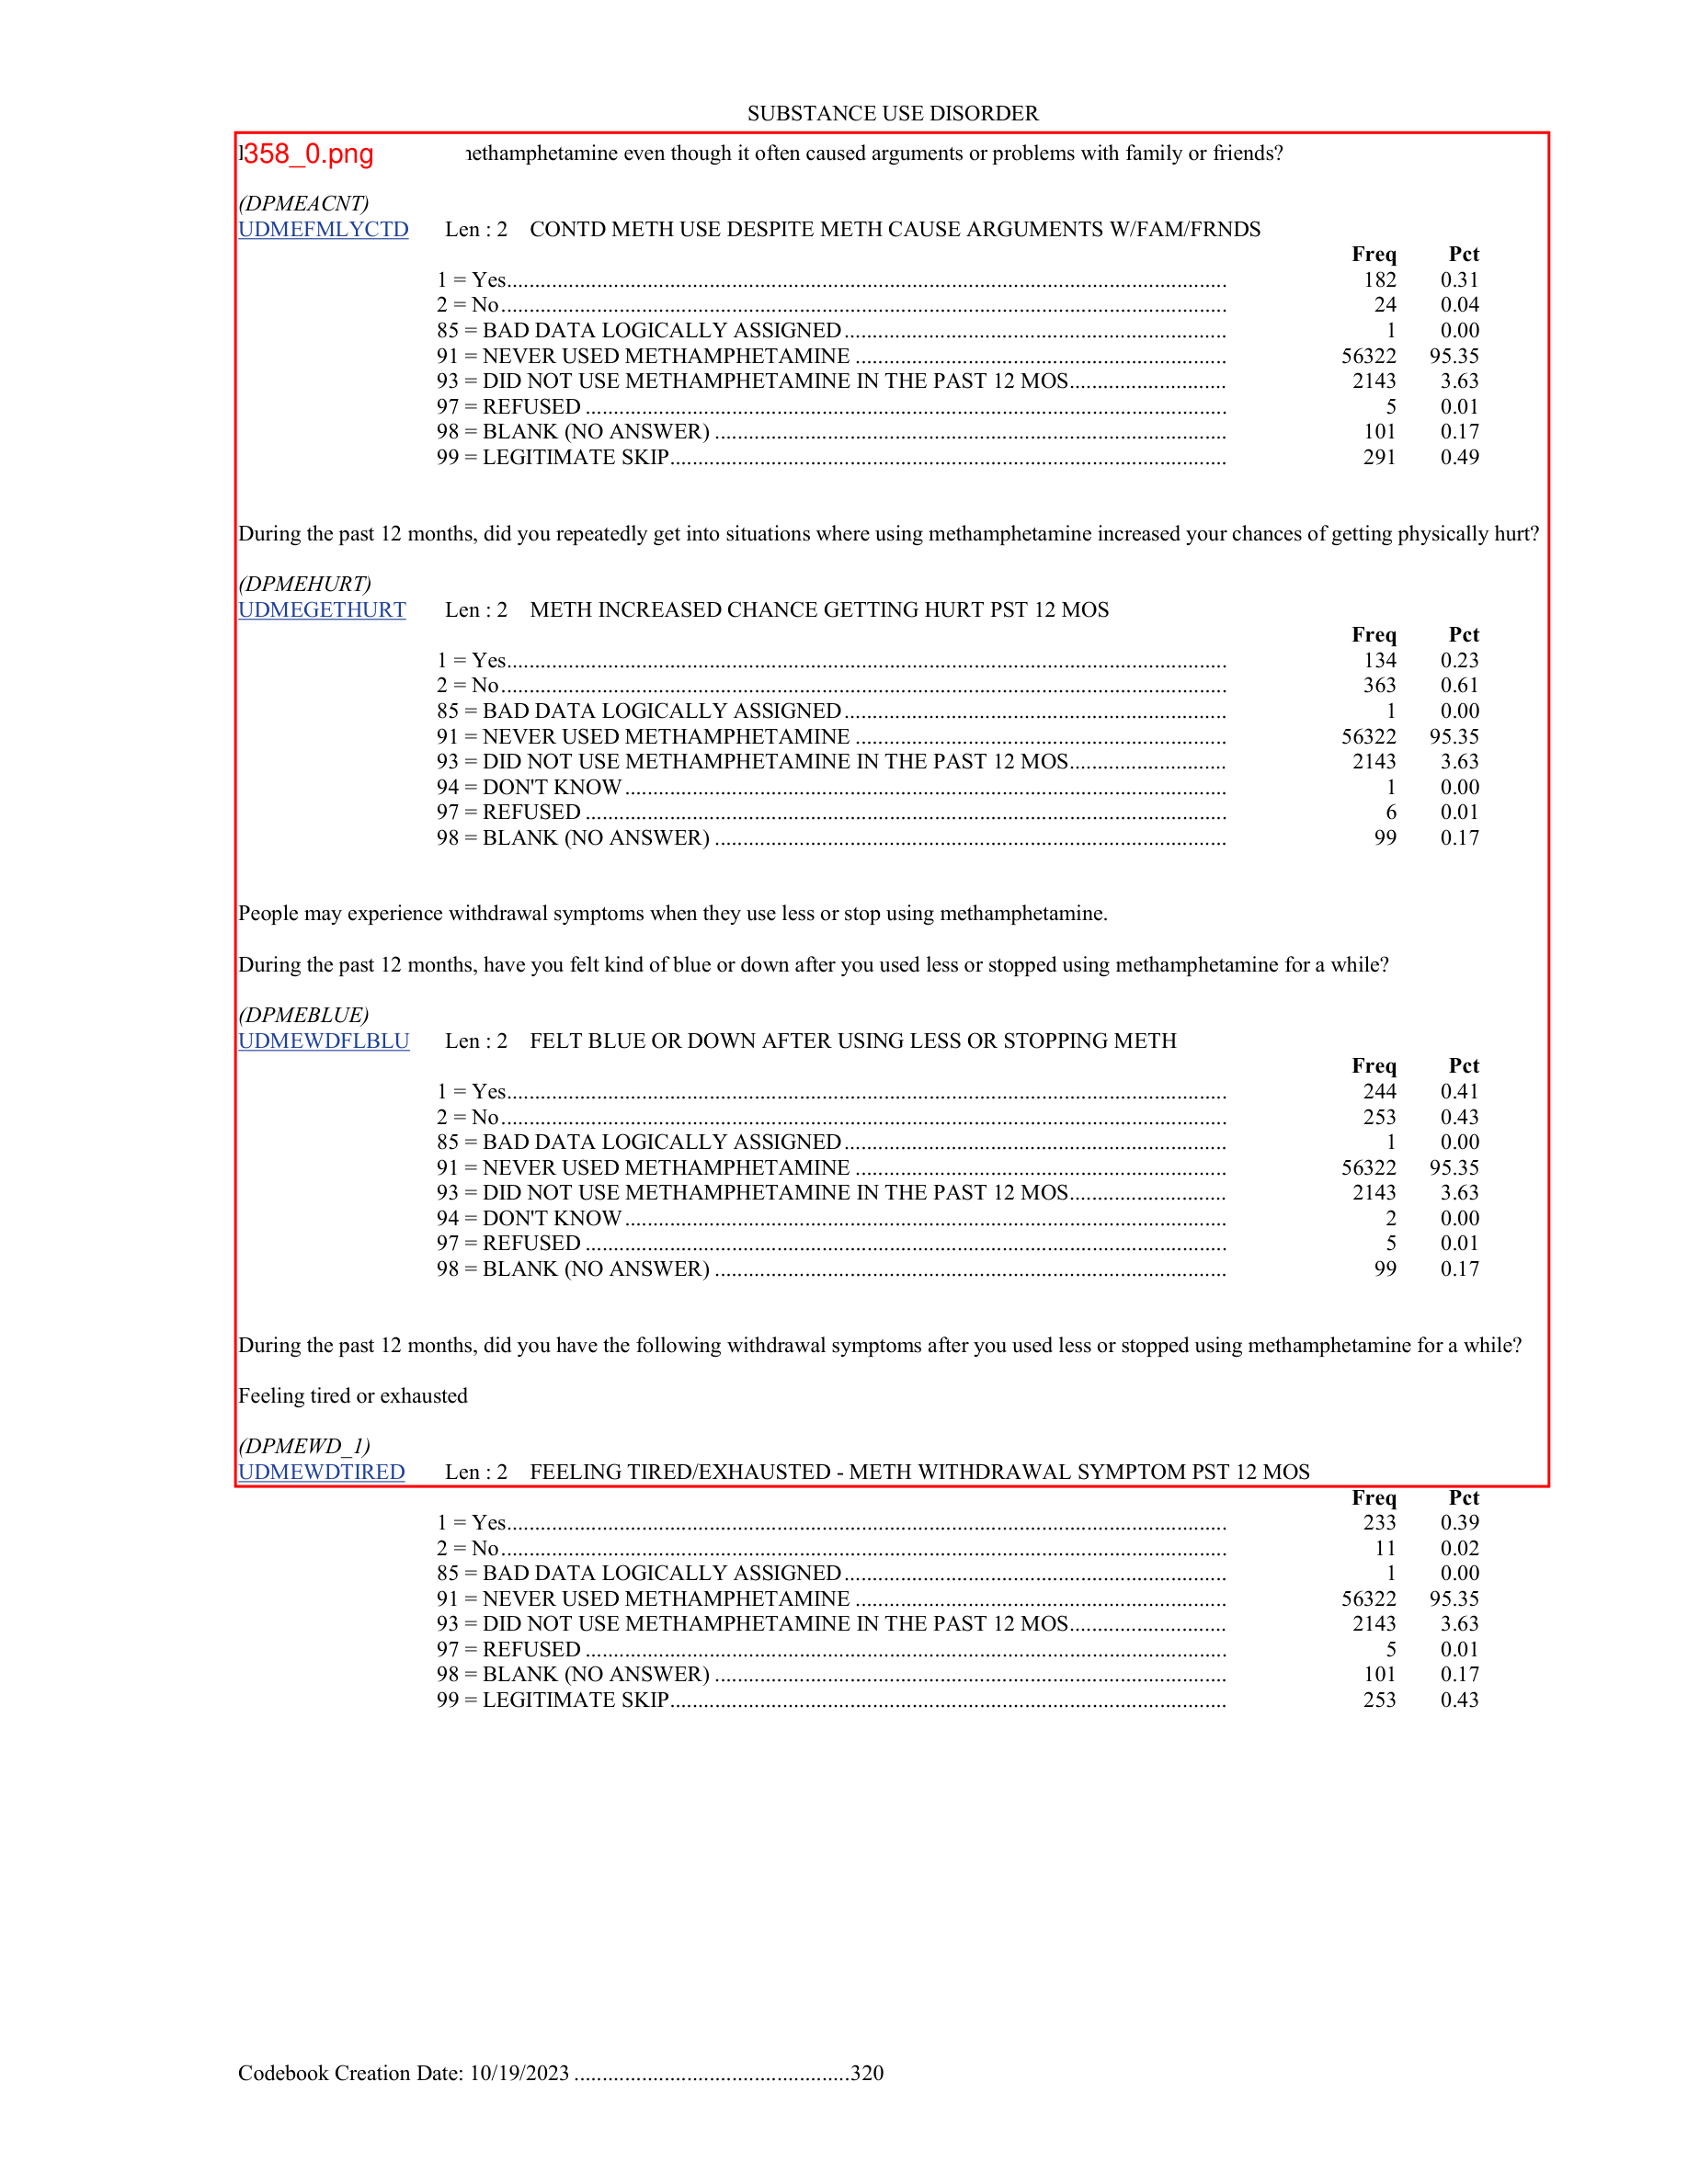 SUBSTANCE USE DISORDER
358_0.png even though it often caused arguments or problems with family or friends?
(DPMEACNT)
UDMEFMLYCTD Len : 2 CONTD METH USE DESPITE METH CAUSE ARGUMENTS W/FAM/FRNDS
Freq Pct
1 = Yes 182 0.31
2 = No 24 0.04
85 = BAD DATA LOGICALLY ASSIGNED 1 0.00
91 = NEVER USED METHAMPHETAMINE 56322 95.35
93 = DID NOT USE METHAMPHETAMINE IN THE PAST 12 MOS 2143 3.63
97 = REFUSED 5 0.01
98 = BLANK (NO ANSWER) 101 0.17
99 = LEGITIMATE SKIP 291 0.49
During the past 12 months, did you repeatedly get into situations where using methamphetamine increased your chances of getting physically hurt?
(DPMEHURT)
UDMEGETHURT Len : 2 METH INCREASED CHANCE GETTING HURT PST 12 MOS
Freq Pct
1 = Yes 134 0.23
2 = No 363 0.61
85 = BAD DATA LOGICALLY ASSIGNED 1 0.00
91 = NEVER USED METHAMPHETAMINE 56322 95.35
93 = DID NOT USE METHAMPHETAMINE IN THE PAST 12 MOS 2143 3.63
94 = DON'T KNOW 1 0.00
97 = REFUSED 6 0.01
98 = BLANK (NO ANSWER) 99 0.17
People may experience withdrawal symptoms when they use less or stop using methamphetamine.
During the past 12 months, have you felt kind of blue or down after you used less or stopped using methamphetamine for a while?
(DPMEBLUE)
UDMEWDFLBLU Len : 2 FELT BLUE OR DOWN AFTER USING LESS OR STOPPING METH
Freq Pct
1 = Yes 244 0.41
2 = No 253 0.43
85 = BAD DATA LOGICALLY ASSIGNED 1 0.00
91 = NEVER USED METHAMPHETAMINE 56322 95.35
93 = DID NOT USE METHAMPHETAMINE IN THE PAST 12 MOS 2143 3.63
94 = DON'T KNOW 2 0.00
97 = REFUSED 5 0.01
98 = BLANK (NO ANSWER) 99 0.17
During the past 12 months, did you have the following withdrawal symptoms after you used less or stopped using methamphetamine for a while?
Feeling tired or exhausted
(DPMEWD_1)
UDMEWDTIRED Len : 2 FEELING TIRED/EXHAUSTED - METH WITHDRAWAL SYMPTOM PST 12 MOS
Freq Pct
1 = Yes 233 0.39
2 = No 11 0.02
85 = BAD DATA LOGICALLY ASSIGNED 1 0.00
91 = NEVER USED METHAMPHETAMINE 56322 95.35
93 = DID NOT USE METHAMPHETAMINE IN THE PAST 12 MOS 2143 3.63
97 = REFUSED 5 0.01
98 = BLANK (NO ANSWER) 101 0.17
99 = LEGITIMATE SKIP 253 0.43
Codebook Creation Date: 10/19/2023 320